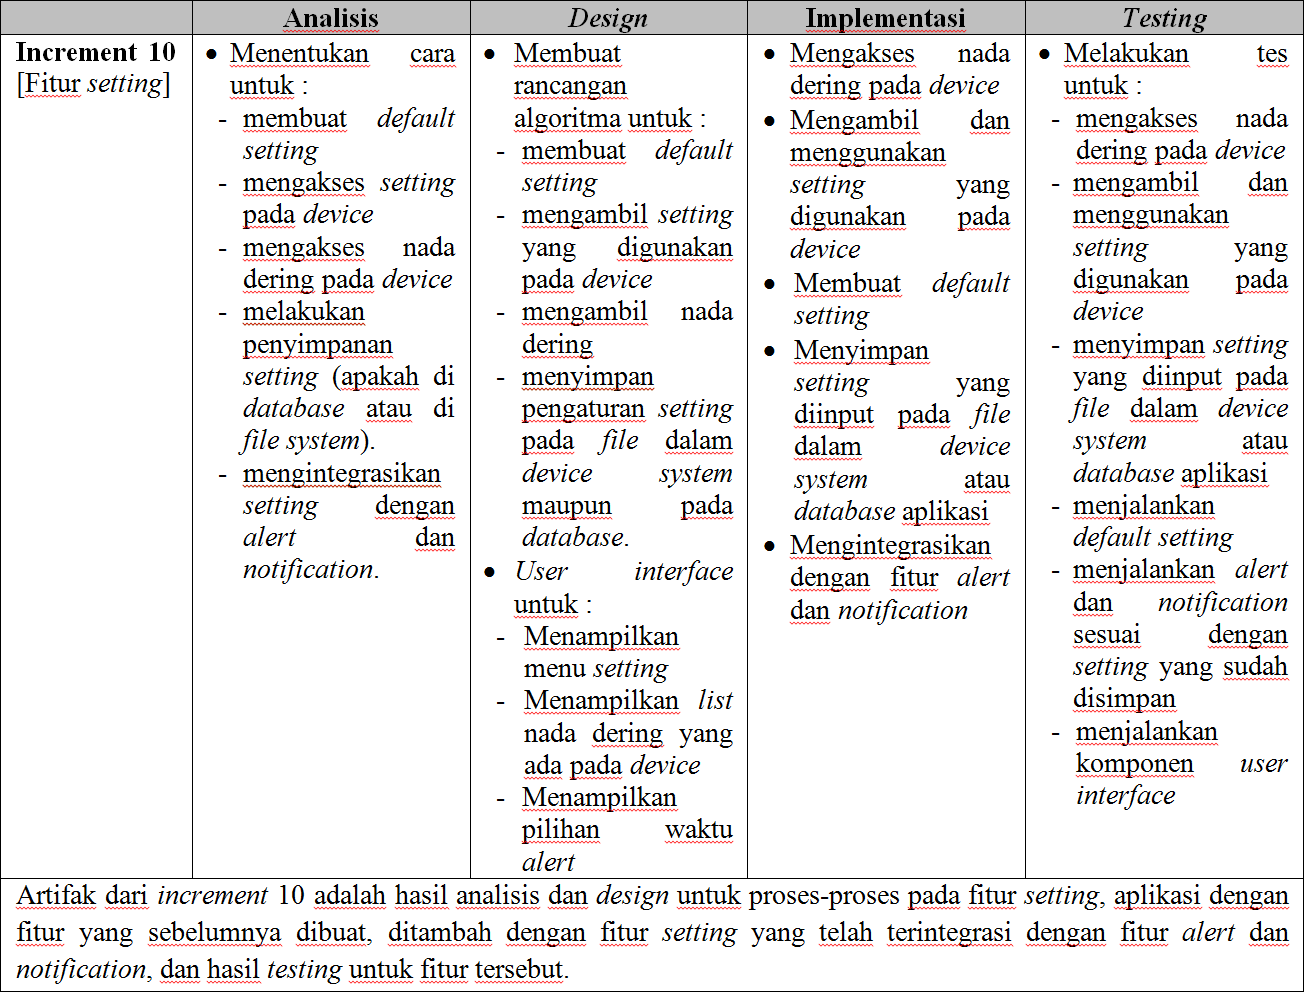 Analisis
Design
Implementasi
Testing
Increment 10
[Fitur setting]
• Menentukan cara
untuk :
- membuat default
setting
- mengakses setting
pada device
- mengakses nada
dering pada device
- melakukan
penyimpanan
setting (apakah di
database atau di
file system).
- mengintegrasikan
setting dengan
alert dan
notification.
• Membuat
rancangan
algoritma untuk :
- membuat default
setting
- mengambil setting
yang digunakan
pada device
- mengambil nada
dering
- menyimpan
pengaturan setting
pada file dalam
device system
maupun pada
database.
• User interface
untuk :
- Menampilkan
menu setting
- Menampilkan list
nada dering yang
ada pada device
- Menampilkan
pilihan waktu
alert
• Mengakses nada
dering pada device
• Mengambil dan
menggunakan
setting yang
digunakan pada
device
• Membuat default
setting
• Menyimpan
setting yang
diinput pada file
dalam device
system atau
database aplikasi
• Mengintegrasikan
dengan fitur alert
dan notification
• Melakukan tes
untuk :
- mengakses nada
dering pada device
- mengambil dan
menggunakan
setting yang
digunakan pada
device
- menyimpan setting
yang diinput pada
file dalam device
system atau
database aplikasi
- menjalankan
default setting
- menjalankan alert
dan notification
sesuai dengan
setting yang sudah
disimpan
- menjalankan
komponen user
interface
Artifak dari increment 10 adalah hasil analisis dan design untuk proses-proses pada fitur setting, aplikasi dengan
fitur yang sebelumnya dibuat, ditambah dengan fitur setting yang telah terintegrasi dengan fitur alert dan
notification, dan hasil testing untuk fitur tersebut.